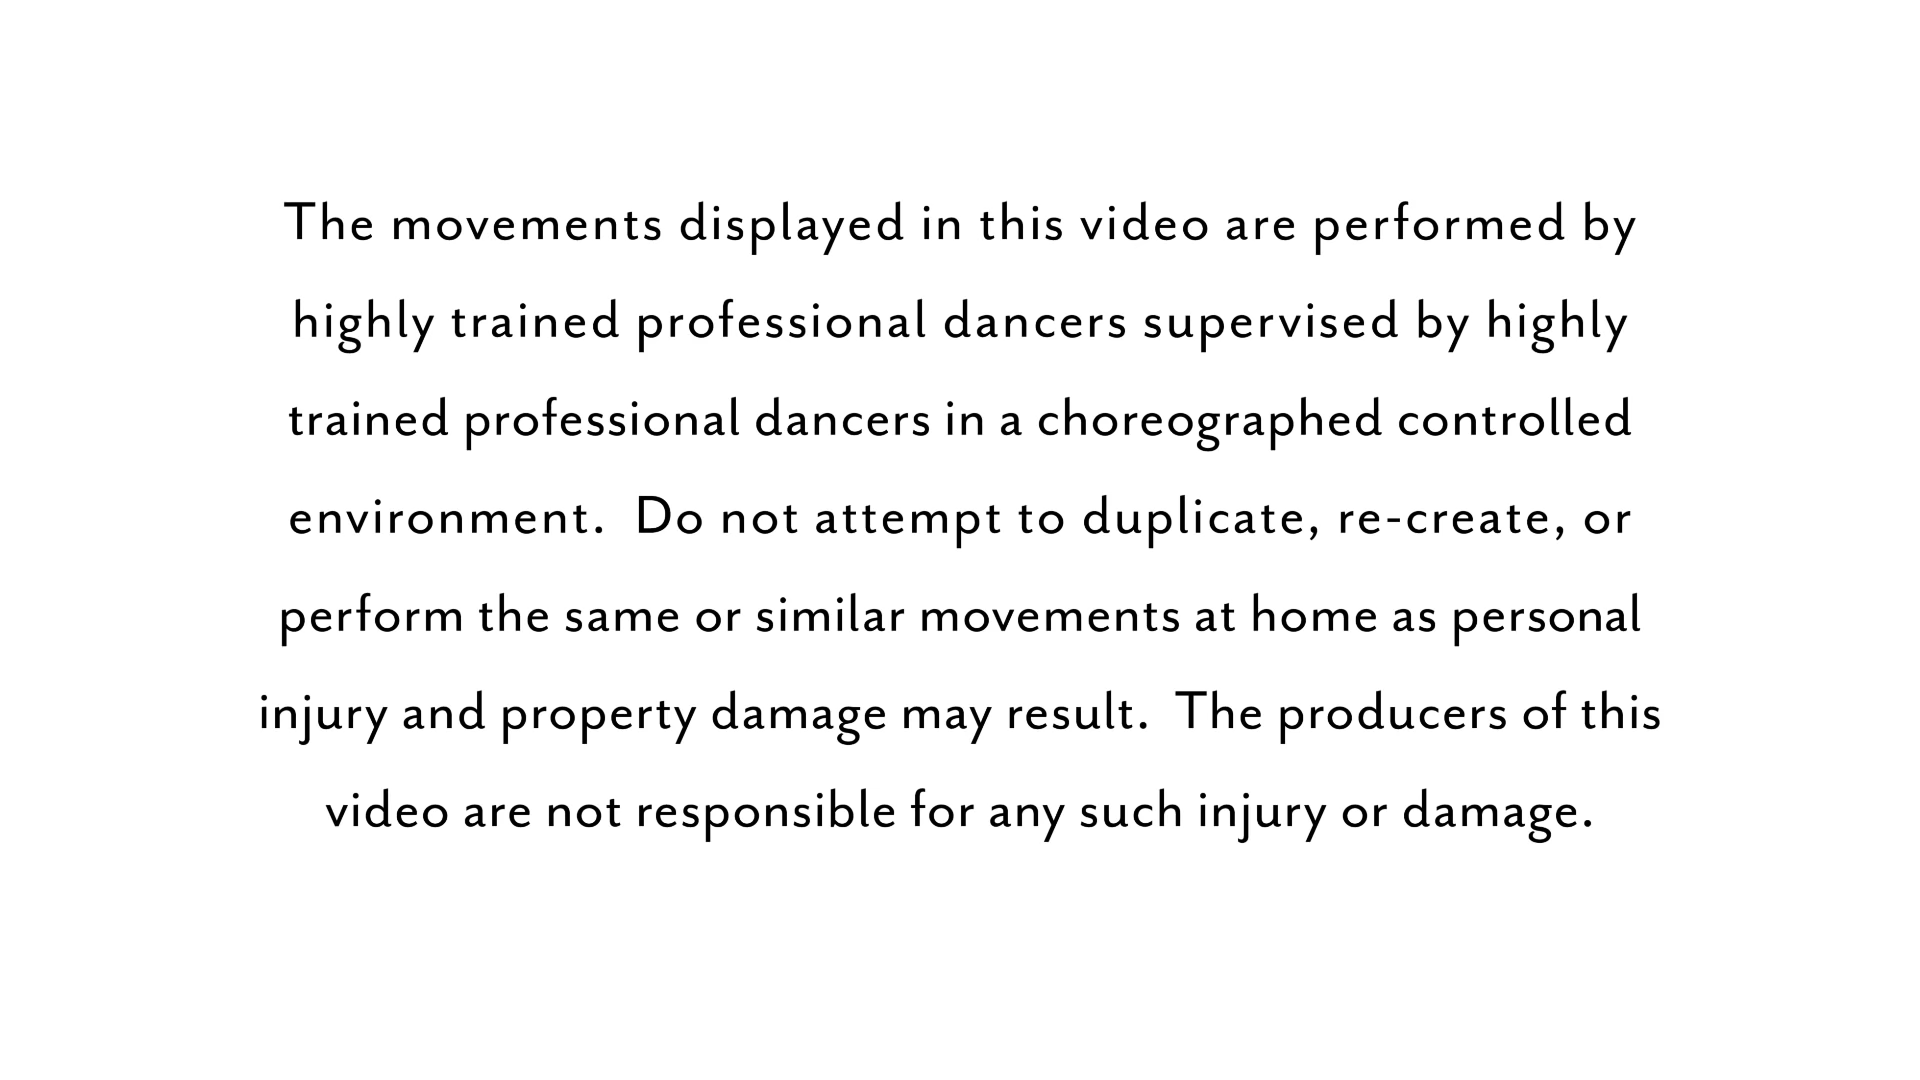 The movements displayed in this video are performed by
highly trained professional dancers supervised by highly
trained professional dancers in a choreographed controlled
environment.  Do not attempt to duplicate, re-create, or
perform the same or similar movements at home as personal
injury and property damage may result.  The producers of this
video are not responsible for any such injury or damage.